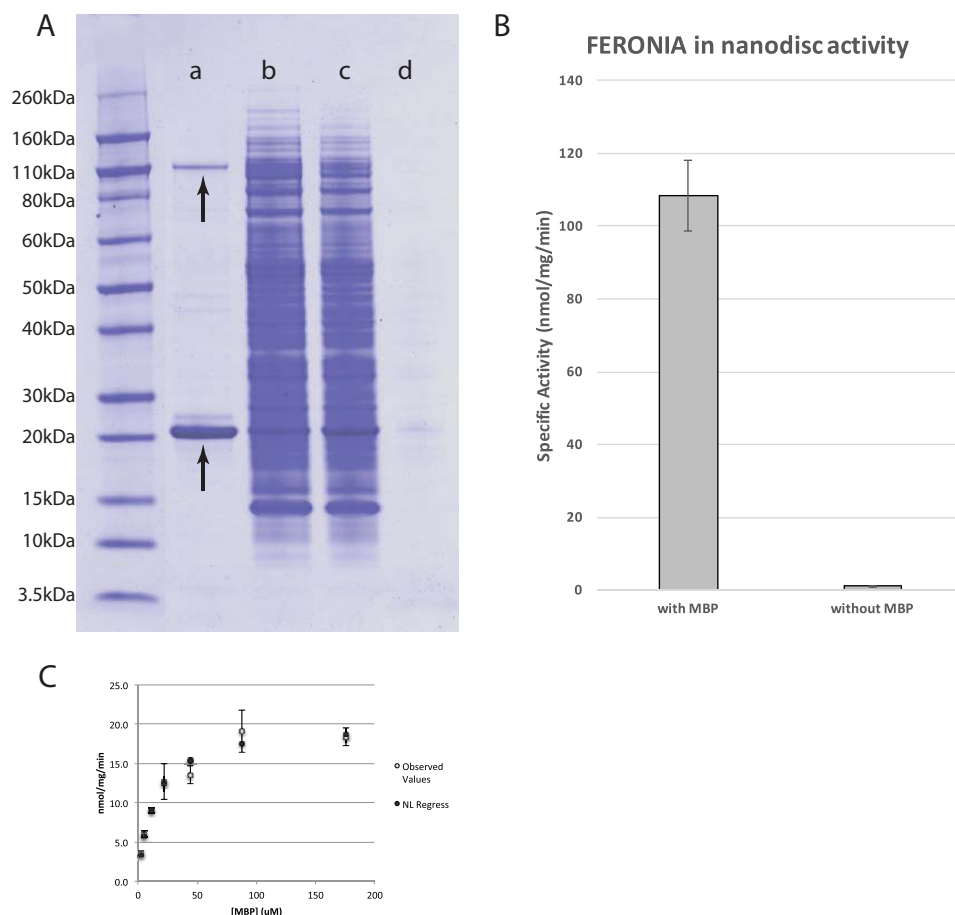 A
a b c d
260kDa
160kDa
110kDa
80kDa
60kDa
50kDa
40kDa
30kDa
20kDa
15kDa
10kDa
3.5kDa
B
FERONIA in nanodisc activity
140
120
100
80
60
40
20
0
Specific Activity (nmol/mg/min)
with MBP without MBP
C
25.0
20.0
15.0
10.0
5.0
0.0
nmol/mg/min
0 50 100 150 200
[MBP] (uM)
Observed
Values
NL Regress